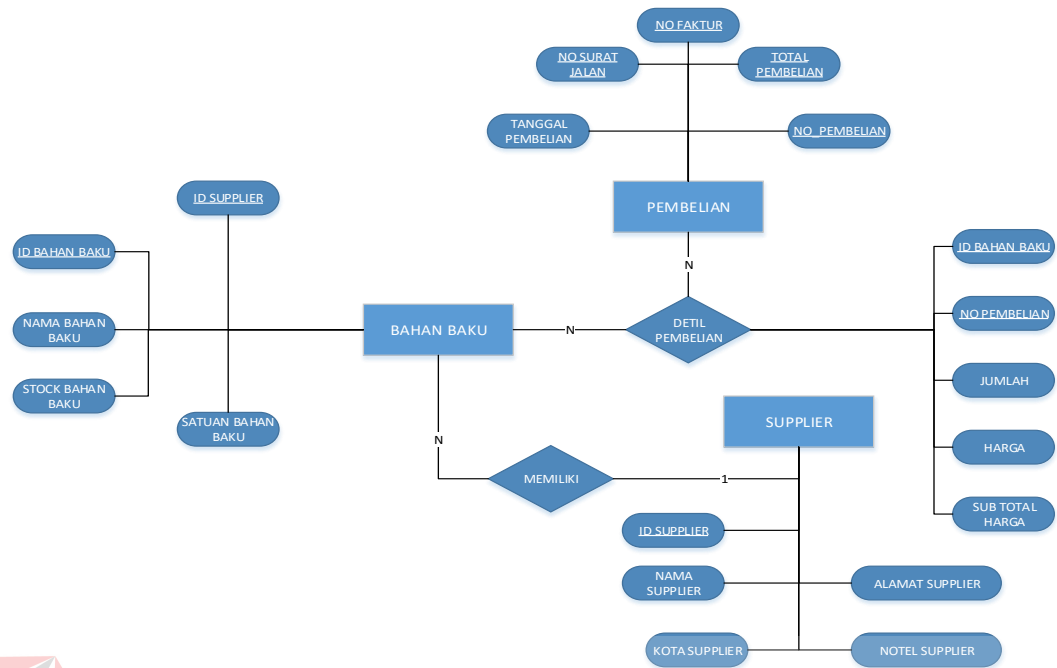 NO FAKTUR
NO SURAT
JALAN
TOTAL
PEMBELIAN
TANGGAL
PEMBELIAN
NO_PEMBELIAN
PEMBELIAN
N
ID SUPPLIER
ID BAHAN BAKU
NAMA BAHAN
BAKU
STOCK BAHAN
BAKU
SATUAN BAHAN
BAKU
BAHAN BAKU
N
DETIL
PEMBELIAN
ID BAHAN BAKU
NO PEMBELIAN
JUMLAH
HARGA
SUB TOTAL
HARGA
N
MEMILIKI
1
SUPPLIER
ID SUPPLIER
NAMA
SUPPLIER
ALAMAT SUPPLIER
KOTA SUPPLIER
NOTEL SUPPLIER